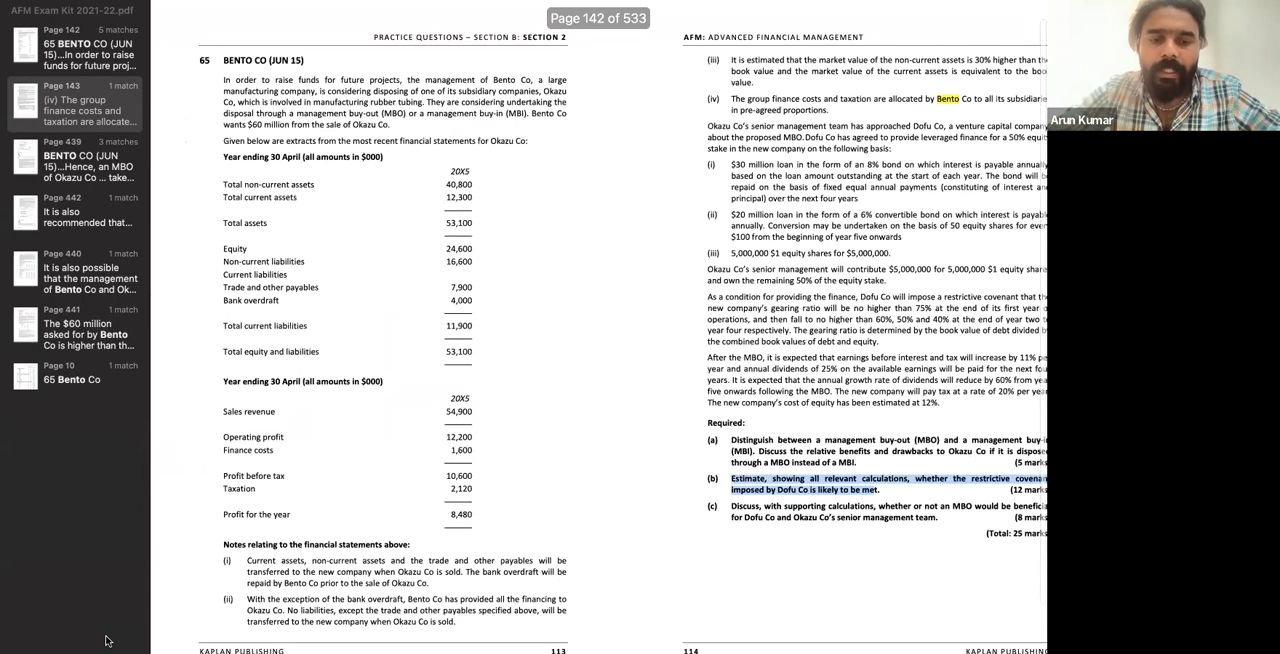 AFM Exam Kit 2021-22.pdf
Page 142 5 matches
65 BENTO CO (JUN
15)...In order to raise
funds for future proj...
Page 143 1 match
(iv) The group
finance costs and
taxation are allocate...
Page 439 3 matches
BENTO CO (JUN
15)...Hence, an MBO
of Okazu Co ... take...
Page 442 1 match
It is also
recommended that...
Page 440 1 match
It is also possible
that the management
of Bento Co and Ok...
Page 441 1 match
The $60 million
asked for by Bento
Co is higher than th...
Page 10 1 match
65 Bento Co
Page 142 of 533
PRACTICE QUESTIONS – SECTION B: SECTION 2
65 BENTO CO (JUN 15)
In order to raise funds for future projects, the management of Bento Co, a large
manufacturing company, is considering disposing of one of its subsidiary companies, Okazu
Co, which is involved in manufacturing rubber tubing. They are considering undertaking the
disposal through a management buy-out (MBO) or a management buy-in (MBI). Bento Co
wants $60 million from the sale of Okazu Co.
Given below are extracts from the most recent financial statements for Okazu Co:
Year ending 30 April (all amounts in $000)
20X5
Total non-current assets 40,800
Total current assets 12,300
Total assets 53,100
Equity 24,600
Non-current liabilities 16,600
Current liabilities
Trade and other payables 7,900
Bank overdraft 4,000
Total current liabilities 11,900
Total equity and liabilities 53,100
Year ending 30 April (all amounts in $000)
20X5
Sales revenue 54,900
Operating profit 12,200
Finance costs 1,600
Profit before tax 10,600
Taxation 2,120
Profit for the year 8,480
Notes relating to the financial statements above:
(i) Current assets, non-current assets and the trade and other payables will be
transferred to the new company when Okazu Co is sold. The bank overdraft will be
repaid by Bento Co prior to the sale of Okazu Co.
(ii) With the exception of the bank overdraft, Bento Co has provided all the financing to
Okazu Co. No liabilities, except the trade and other payables specified above, will be
transferred to the new company when Okazu Co is sold.
KAPLAN PUBLISHING 113
AFM: ADVANCED FINANCIAL MANAGEMENT
(iii) It is estimated that the market value of the non-current assets is 30% higher than th
book value and the market value of the current assets is equivalent to the boo
value.
(iv) The group finance costs and taxation are allocated by Bento Co to all its subsidiarie
in pre-agreed proportions.
Okazu Co's senior management team has approached Dofu Co, a venture capital company
about the proposed MBO. Dofu Co has agreed to provide leveraged finance for a 50% equit
stake in the new company on the following basis:
(i) $30 million loan in the form of an 8% bond on which interest is payable annually
based on the loan amount outstanding at the start of each year. The bond will b
repaid on the basis of fixed equal annual payments (constituting of interest an
principal) over the next four years
(ii) $20 million loan in the form of a 6% convertible bond on which interest is payabl
annually. Conversion may be undertaken on the basis of 50 equity shares for ever
$100 from the beginning of year five onwards
(iii) 5,000,000 $1 equity shares for $5,000,000.
Okazu Co's senior management will contribute $5,000,000 for 5,000,000 $1 equity share
and own the remaining 50% of the equity stake.
As a condition for providing the finance, Dofu Co will impose a restrictive covenant that th
new company's gearing ratio will be no higher than 75% at the end of its first year o
operations, and then fall to no higher than 60%, 50% and 40% at the end of year two t
year four respectively. The gearing ratio is determined by the book value of debt divided b
the combined book values of debt and equity.
After the MBO, it is expected that earnings before interest and tax will increase by 11% pe
year and annual dividends of 25% on the available earnings will be paid for the next fou
years. It is expected that the annual growth rate of dividends will reduce by 60% from yea
five onwards following the MBO. The new company will pay tax at a rate of 20% per year
The new company's cost of equity has been estimated at 12%.
Required:
(a) Distinguish between a management buy-out (MBO) and a management buy-i
(MBI). Discuss the relative benefits and drawbacks to Okazu Co if it is dispose
through a MBO instead of a MBI. (5 marks
(b) Estimate, showing all relevant calculations, whether the restrictive covenan
imposed by Dofu Co is likely to be met. (12 marks
(c) Discuss, with supporting calculations, whether or not an MBO would be beneficia
for Dofu Co and Okazu Co's senior management team. (8 marks
(Total: 25 marks
114 KAPLAN PUBLISHING
Arun Kumar